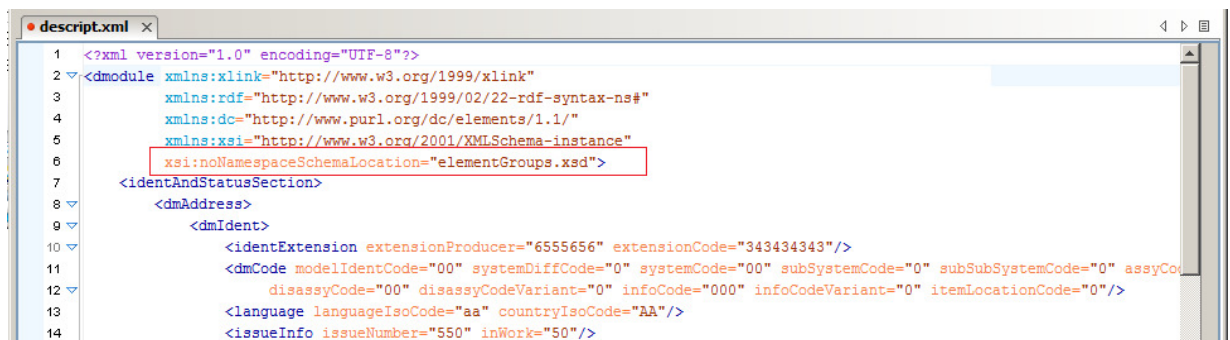 descript.xml ×
1 <?xml version="1.0" encoding="UTF-8"?>
2 <dmodule xmlns:xlink="http://www.w3.org/1999/xlink"
3 xmlns:rdf="http://www.w3.org/1999/02/22-rdf-syntax-ns#"
4 xmlns:dc="http://www.purl.org/dc/elements/1.1/"
5 xmlns:xsi="http://www.w3.org/2001/XMLSchema-instance"
6 xsi:noNamespaceSchemaLocation="elementGroups.xsd">
7 <identAndStatusSection>
8 <dmAddress>
9 <dmIdent>
10 <identExtension extensionProducer="6555656" extensionCode="343434343"/>
11 <dmCode modelIdentCode="00" systemDiffCode="0" systemCode="00" subSystemCode="0" subSubSystemCode="0" assyCo
12 disassyCode="00" disassyCodeVariant="0" infoCode="000" infoCodeVariant="0" itemLocationCode="0"/>
13 <language languageIsoCode="aa" countryIsoCode="AA"/>
14 <issueInfo issueNumber="550" inWork="50"/>